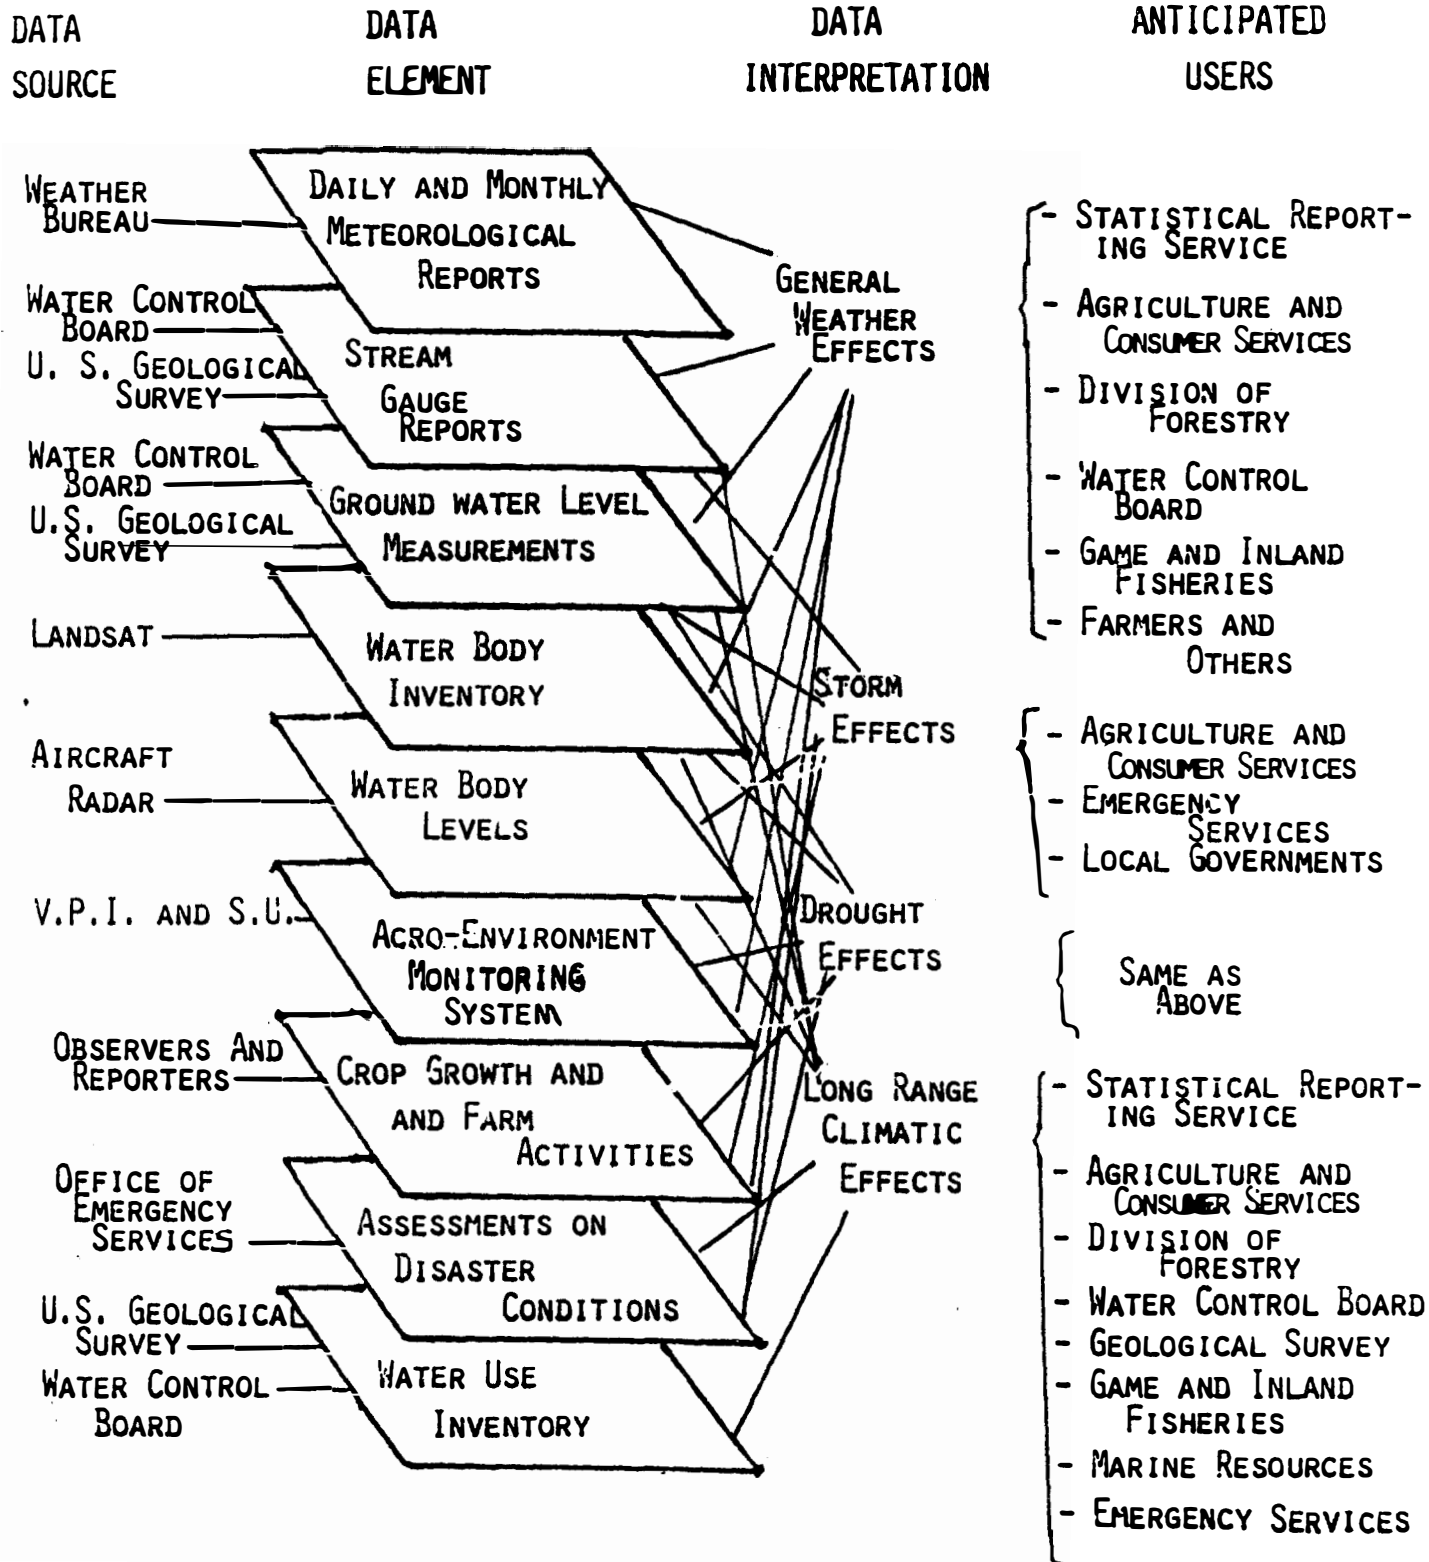 DATA
SOURCE
DATA
ELEMENT
DATA
INTERPRETATION
ANTICIPATED
USERS
WEATHER
BUREAU
WATER CONTROL
BOARD
U. S. GEOLOGICAL
SURVEY
WATER CONTROL
BOARD
U.S. GEOLOGICAL
SURVEY
LANDSAT
AIRCRAFT
RADAR
V.P.I. AND S.U.
OBSERVERS AND
REPORTERS
OFFICE OF
EMERGENCY
SERVICES
U.S. GEOLOGICAL
SURVEY
WATER CONTROL
BOARD
DAILY AND MONTHLY
METEOROLOGICAL
REPORTS
STREAM
GAUGE
REPORTS
GROUND WATER LEVEL
MEASUREMENTS
WATER BODY
INVENTORY
WATER BODY
LEVELS
ACRO-ENVIRONMENT
MONITORING
SYSTEM
CROP GROWTH AND
AND FARM
ACTIVITIES
ASSESSMENTS ON
DISASTER
CONDITIONS
WATER USE
INVENTORY
GENERAL
WEATHER
EFFECTS
STORM
EFFECTS
DROUGHT
EFFECTS
LONG RANGE
CLIMATIC
EFFECTS
- STATISTICAL REPORT-
ING SERVICE
- AGRICULTURE AND
CONSUMER SERVICES
- DIVISION OF
FORESTRY
- WATER CONTROL
BOARD
- GAME AND INLAND
FISHERIES
- FARMERS AND
OTHERS
- AGRICULTURE AND
CONSUMER SERVICES
- EMERGENCY
SERVICES
- LOCAL GOVERNMENTS
SAME AS
ABOVE
- STATISTICAL REPORT-
ING SERVICE
- AGRICULTURE AND
CONSUMER SERVICES
- DIVISION OF
FORESTRY
- WATER CONTROL BOARD
- GEOLOGICAL SURVEY
- GAME AND INLAND
FISHERIES
- MARINE RESOURCES
- EMERGENCY SERVICES